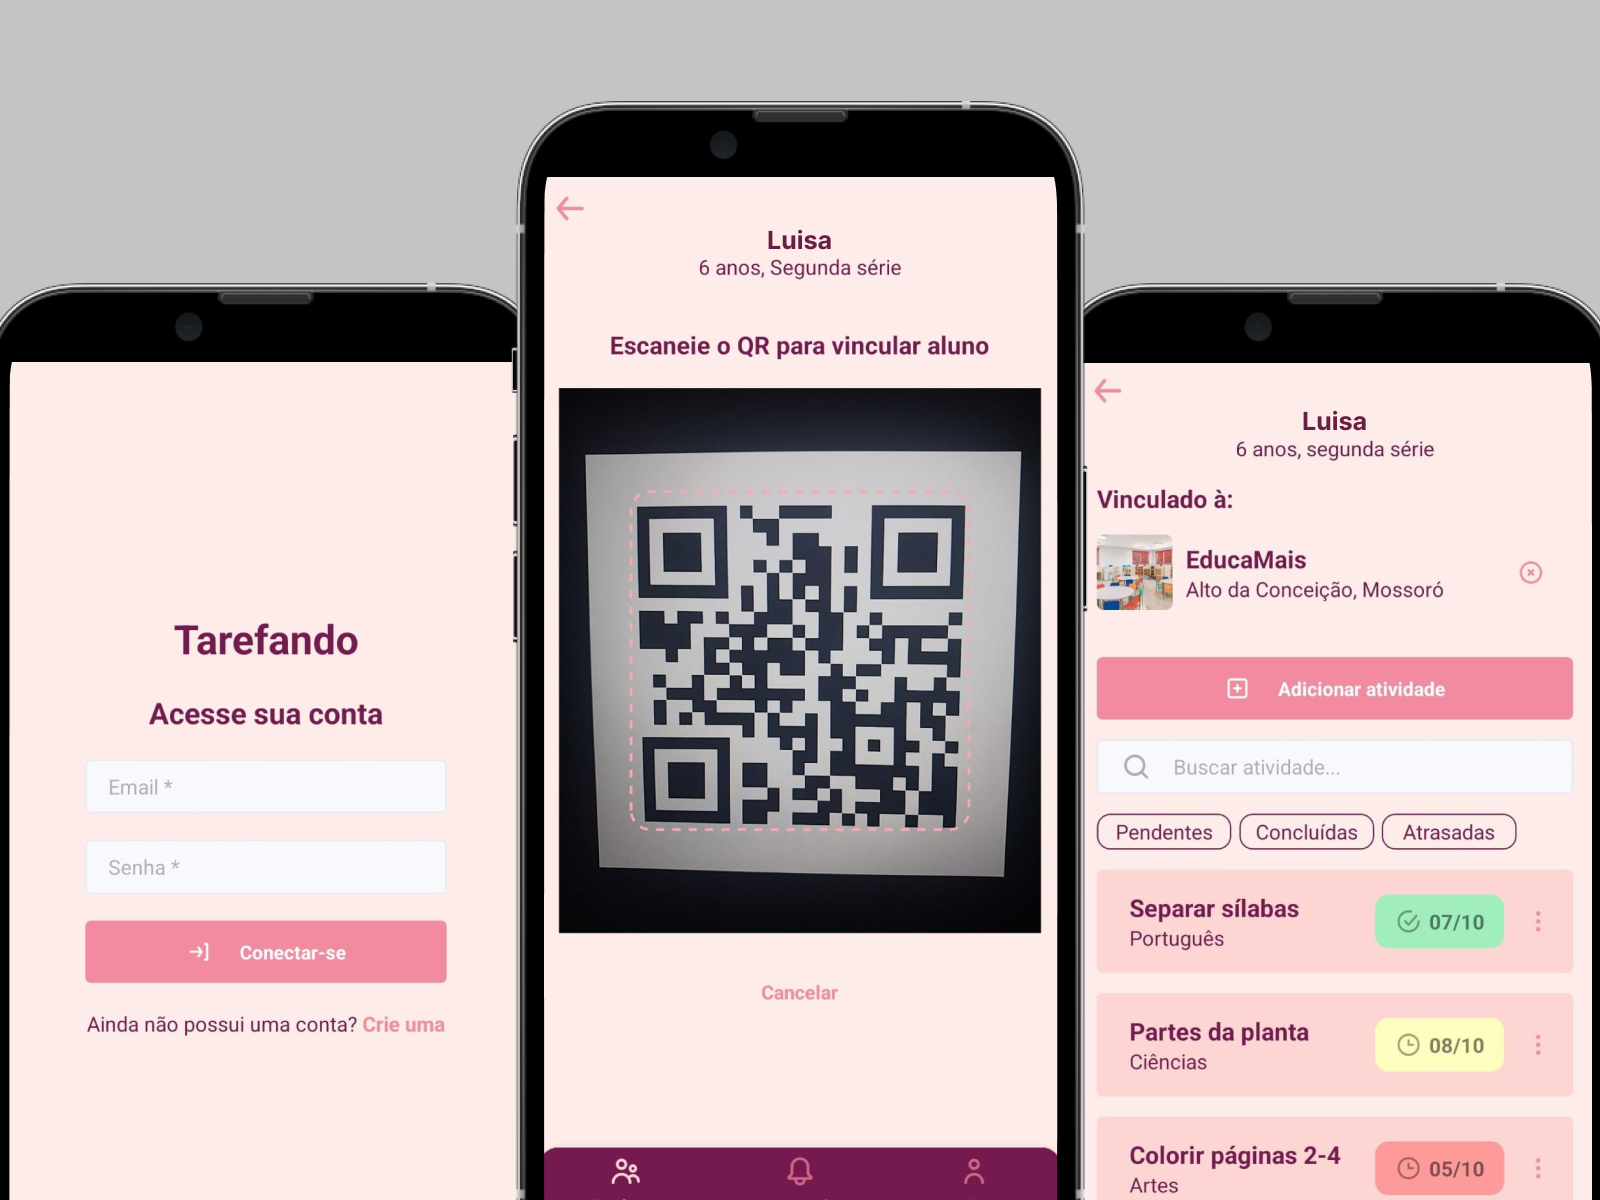 Tarefando
Acesse sua conta
Email *
Senha *
Conectar-se
Ainda não possui uma conta? Crie uma
Luisa
6 anos, Segunda série
Escaneie o QR para vincular aluno
Cancelar
Luisa
6 anos, segunda série
Vinculado à:
EducaMais
Alto da Conceição, Mossoró
Adicionar atividade
Buscar atividade...
Pendentes Concluídas Atrasadas
Separar sílabas
Português
07/10
Partes da planta
Ciências
08/10
Colorir páginas 2-4
Artes
05/10